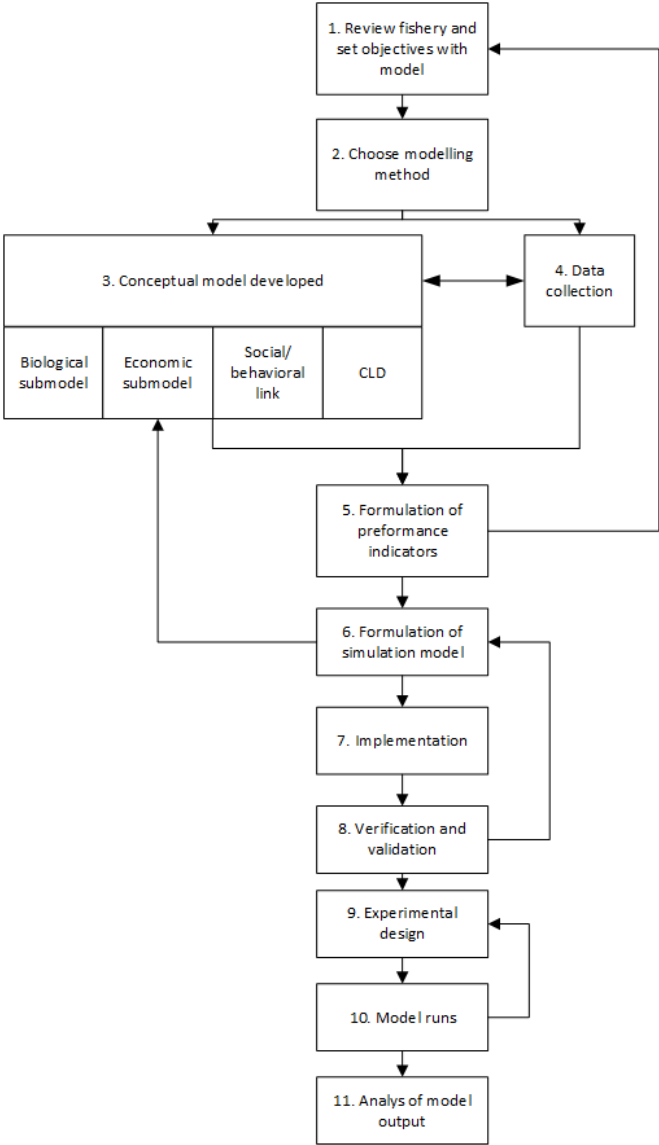 1. Review fishery and
set objectives with
model
2. Choose modelling
method
3. Conceptual model developed
4. Data
collection
Biological
submodel
Economic
submodel
Social/
behavioral
link
CLD
5. Formulation of
preformance
indicators
6. Formulation of
simulation model
7. Implementation
8. Verification and
validation
9. Experimental
design
10. Model runs
11. Analys of model
output